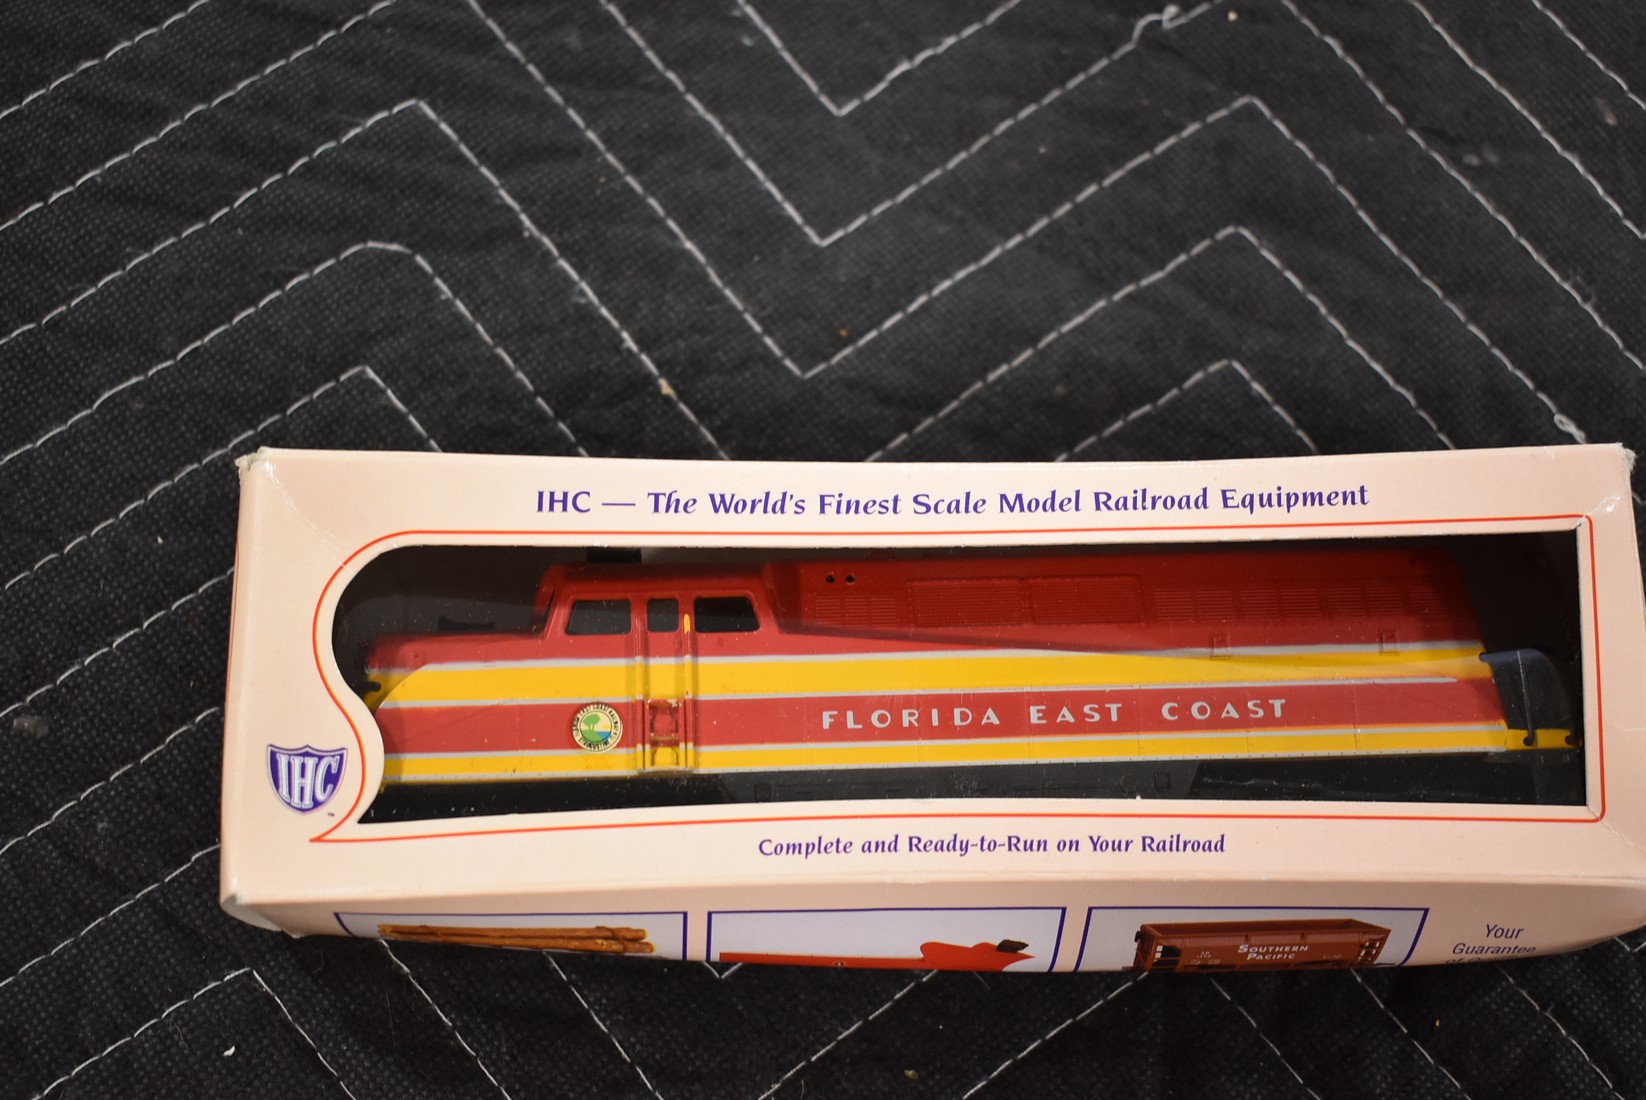 IHC — The World's Finest Scale Model Railroad Equipment
FLORIDA EAST COAST
IHC
™
Complete and Ready-to-Run on Your Railroad
SOUTHERN
PACIFIC
Your
Guarantee